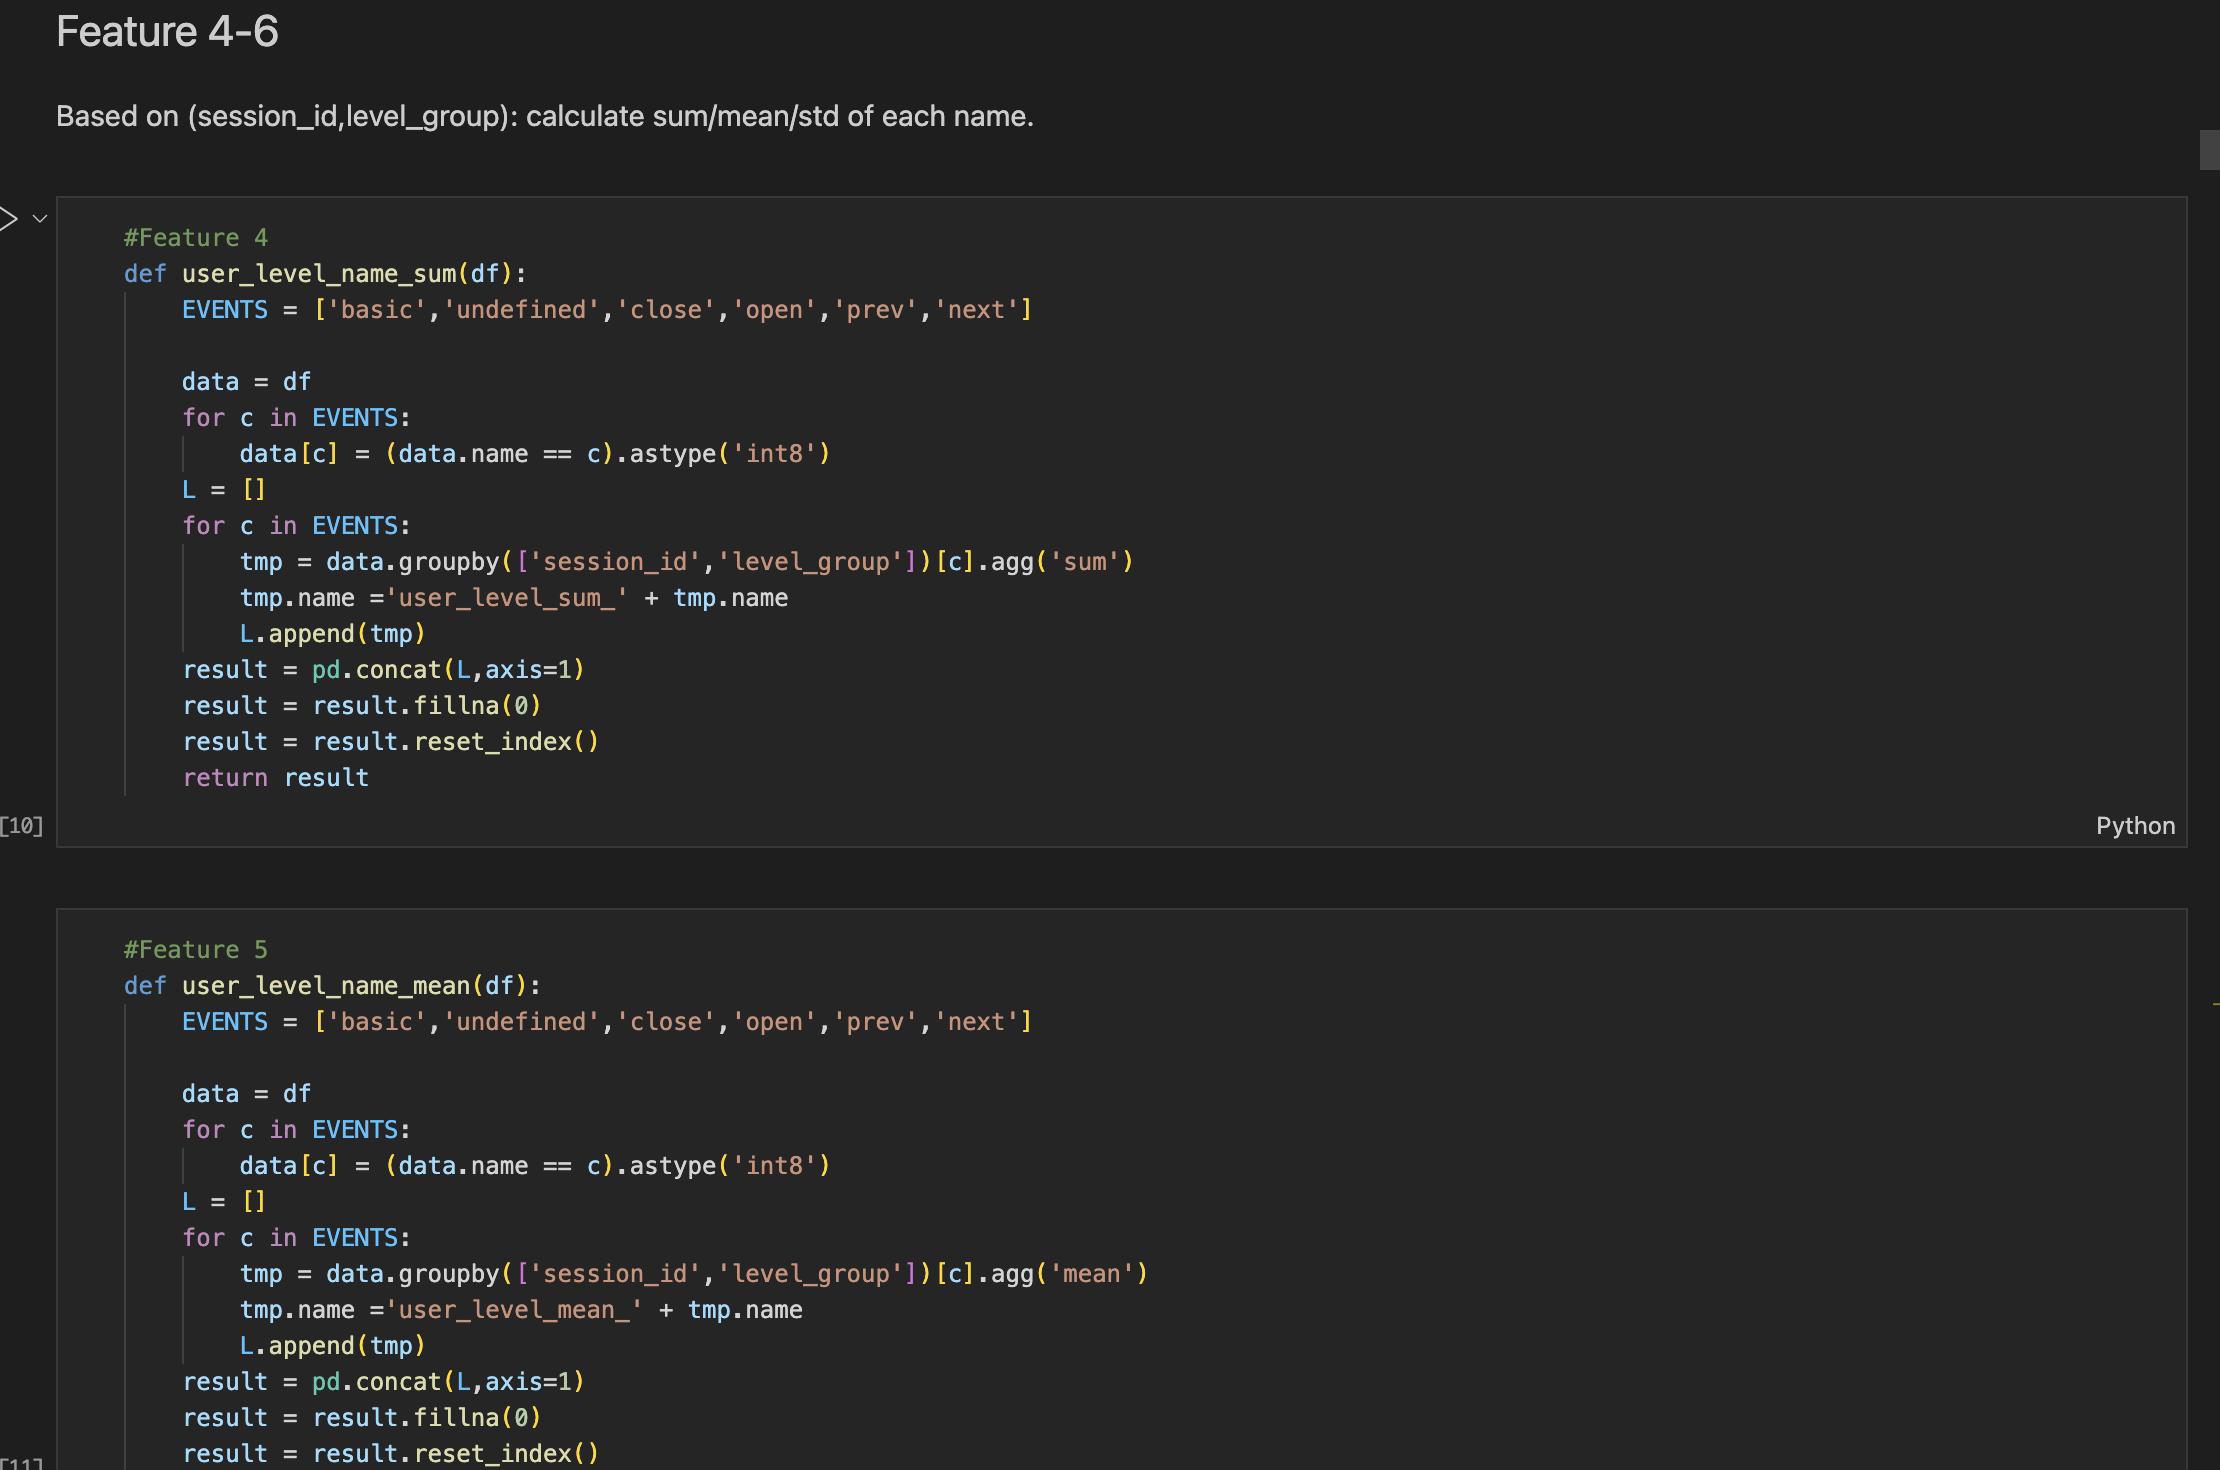 Feature 4-6
Based on (session_id,level_group): calculate sum/mean/std of each name.
#Feature 4
def user_level_name_sum(df):
    EVENTS = ['basic','undefined','close','open','prev','next']

    data = df
    for c in EVENTS:
        data[c] = (data.name == c).astype('int8')
    L = []
    for c in EVENTS:
        tmp = data.groupby(['session_id','level_group'])[c].agg('sum')
        tmp.name ='user_level_sum_' + tmp.name
        L.append(tmp)
    result = pd.concat(L,axis=1)
    result = result.fillna(0)
    result = result.reset_index()
    return result
[10]
Python
#Feature 5
def user_level_name_mean(df):
    EVENTS = ['basic','undefined','close','open','prev','next']

    data = df
    for c in EVENTS:
        data[c] = (data.name == c).astype('int8')
    L = []
    for c in EVENTS:
        tmp = data.groupby(['session_id','level_group'])[c].agg('mean')
        tmp.name ='user_level_mean_' + tmp.name
        L.append(tmp)
    result = pd.concat(L,axis=1)
    result = result.fillna(0)
    result = result.reset_index()
[11]